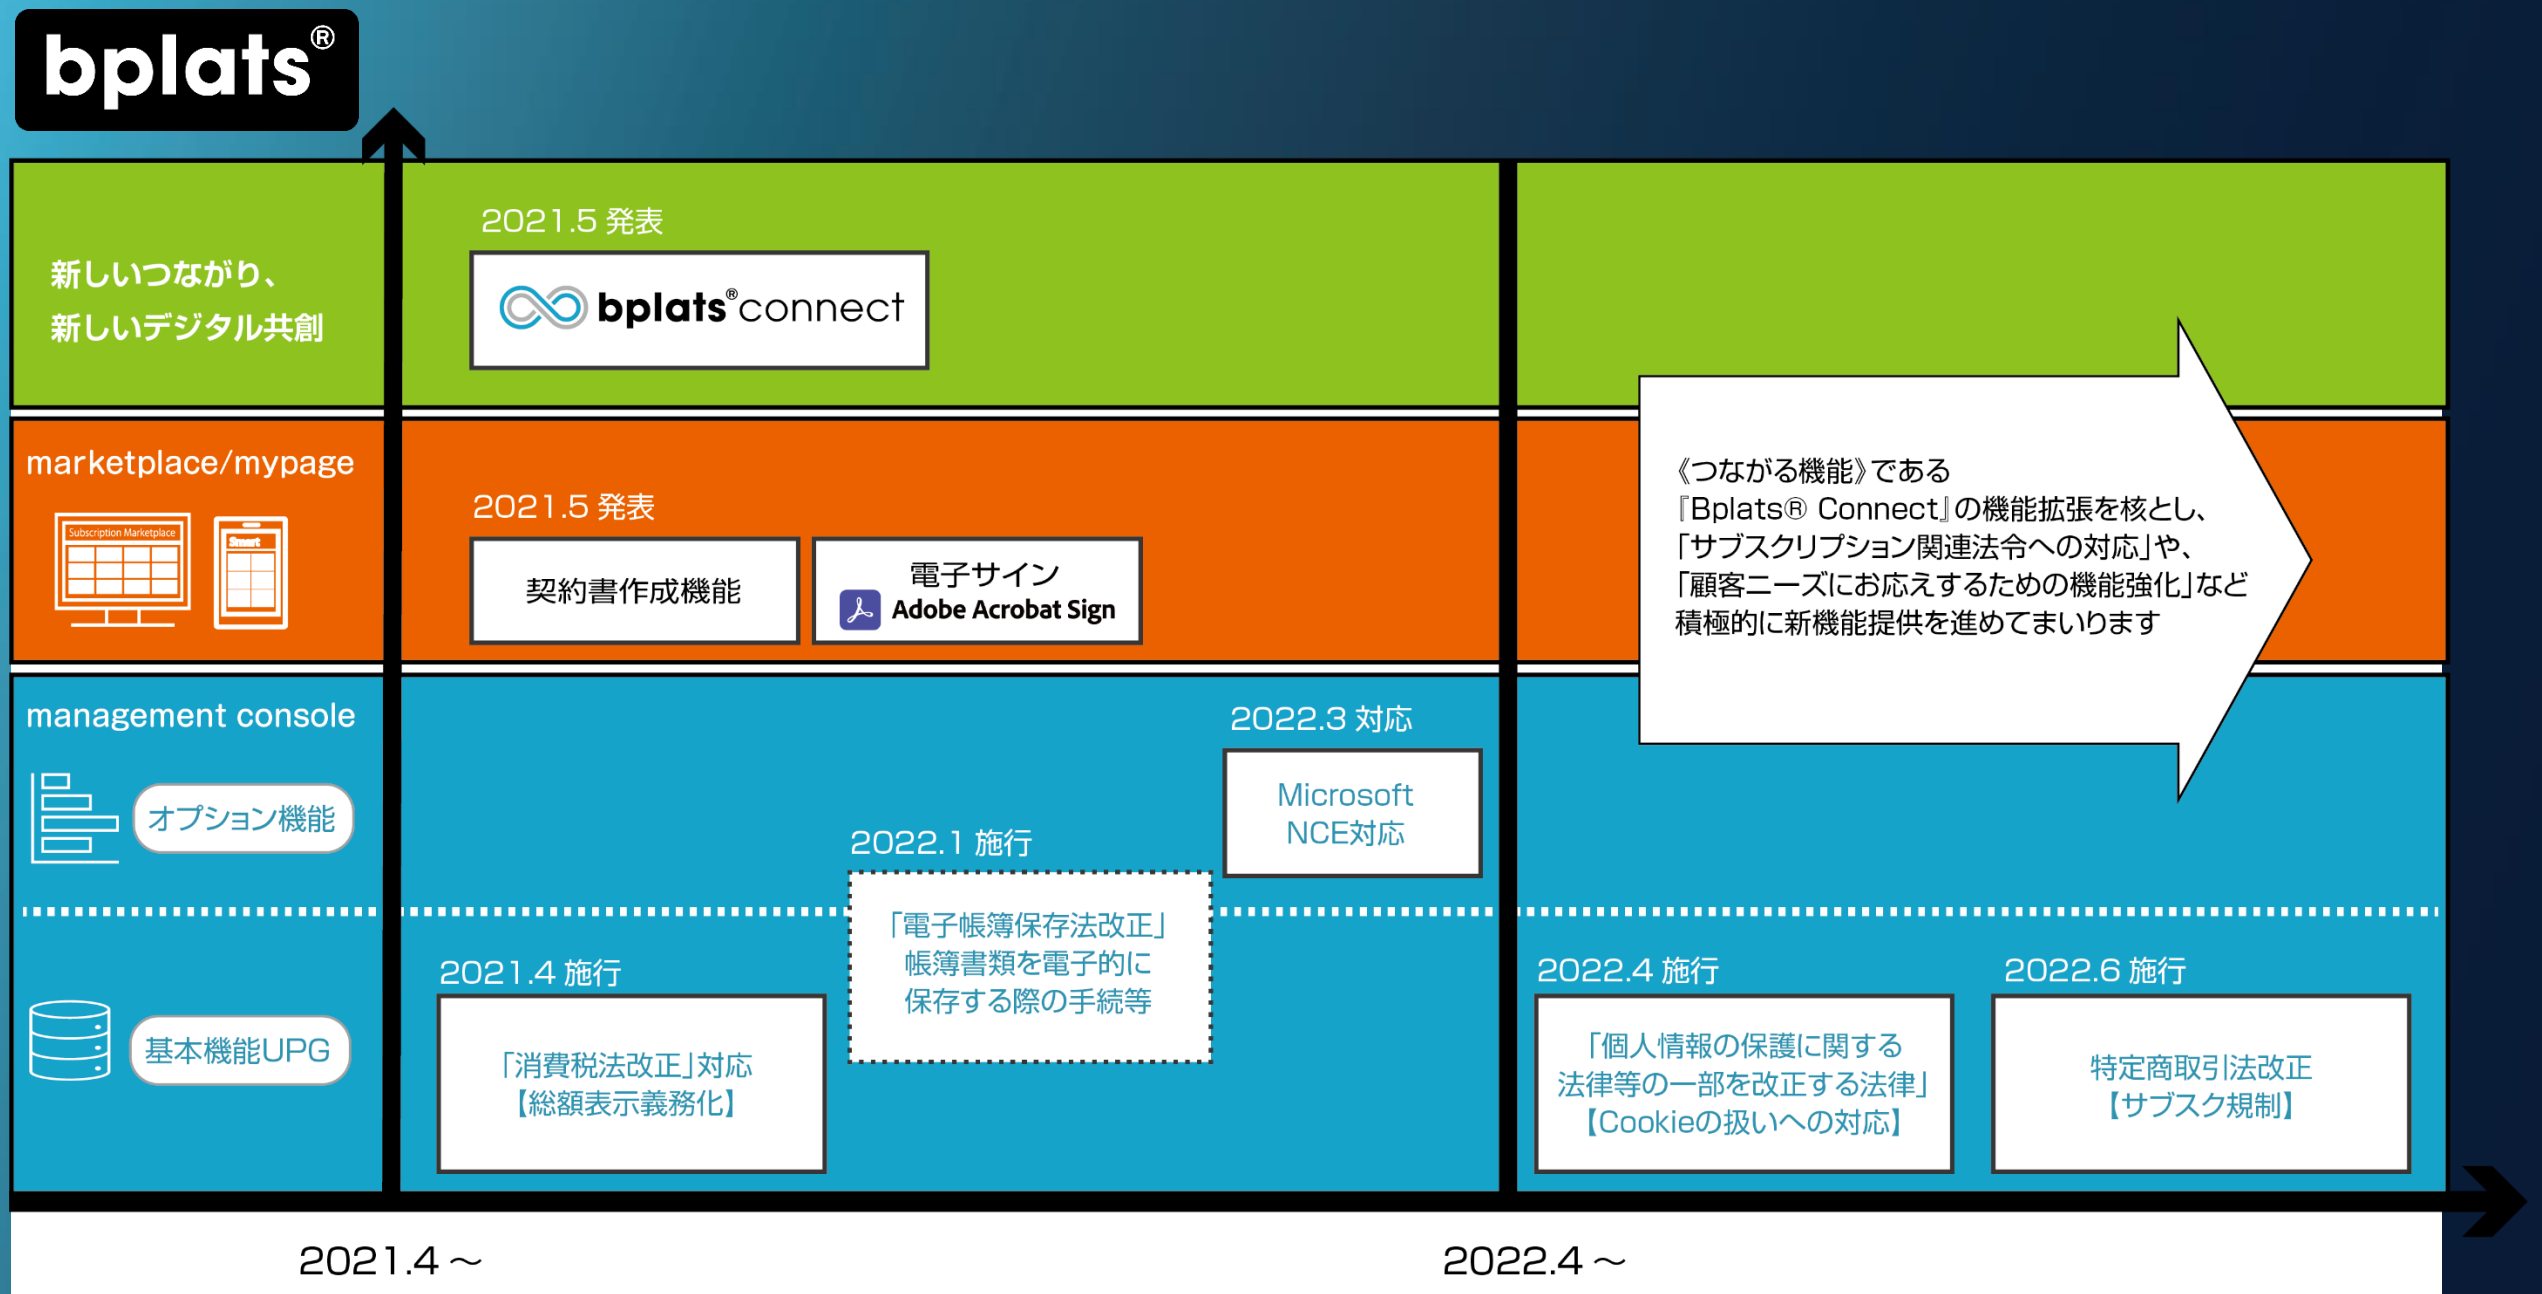 bplats®
新しいつながり、
新しいデジタル共創
2021.5 発表
bplats®connect
marketplace/mypage
Subscription Marketplace
Smart
2021.5 発表
契約書作成機能
電子サイン
Adobe Acrobat Sign
《つながる機能》である
『Bplats® Connect』の機能拡張を核とし、
「サブスクリプション関連法令への対応」や、
「顧客ニーズにお応えするための機能強化」など
積極的に新機能提供を進めてまいります
management console
オプション機能
2022.3 対応
Microsoft
NCE対応
2022.1 施行
「電子帳簿保存法改正」
帳簿書類を電子的に
保存する際の手続等
基本機能UPG
2021.4 施行
「消費税法改正」対応
【総額表示義務化】
2022.4 施行
「個人情報の保護に関する
法律等の一部を改正する法律」
【Cookieの扱いへの対応】
2022.6 施行
特定商取引法改正
【サブスク規制】
2021.4 ～
2022.4 ～